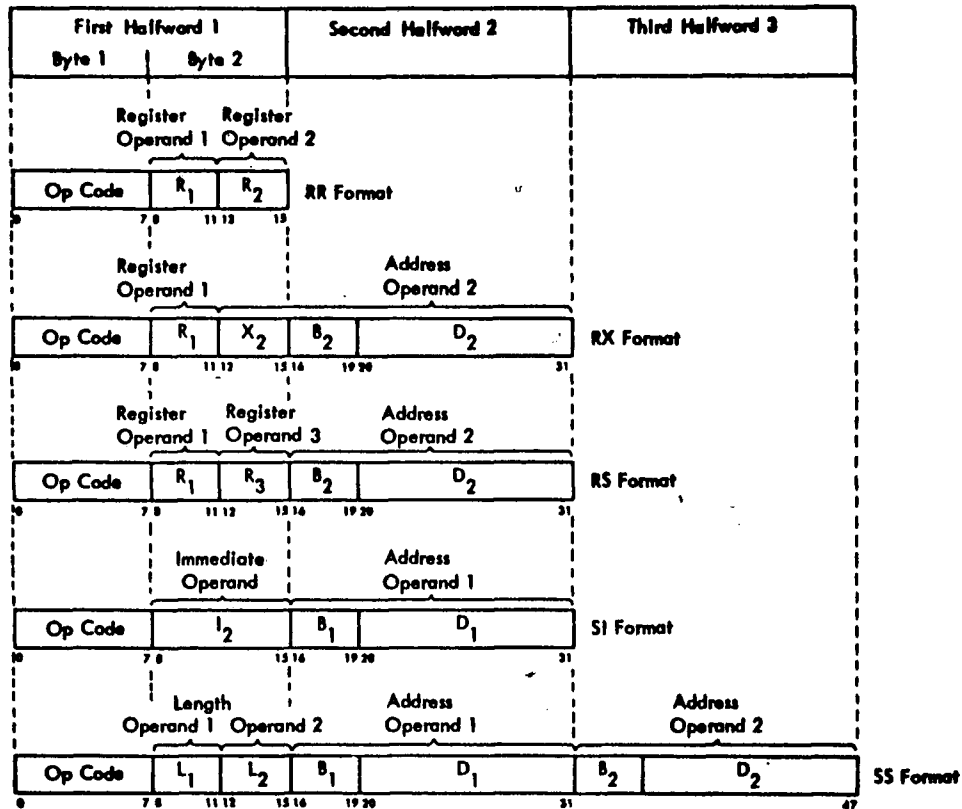 First Halfward 1 Second Halfward 2 Third Halfward 3
Byte 1 Byte 2
Register Register
Operand 1 Operand 2
Op Code R1 R2 RR Format
0 7 8 11 12 15
Register Address
Operand 1 Operand 2
Op Code R1 X2 B2 D2 RX Format
0 7 8 11 12 15 16 19 20 31
Register Register Address
Operand 1 Operand 3 Operand 2
Op Code R1 R3 B2 D2 RS Format
0 7 8 11 12 15 16 19 20 31
Immediate Address
Operand Operand 1
Op Code I2 B1 D1 SI Format
0 7 8 15 16 19 20 31
Length Address Address
Operand 1 Operand 2 Operand 1 Operand 2
Op Code L1 L2 B1 D1 B2 D2 SS Format
0 7 8 11 12 15 16 19 20 31 47